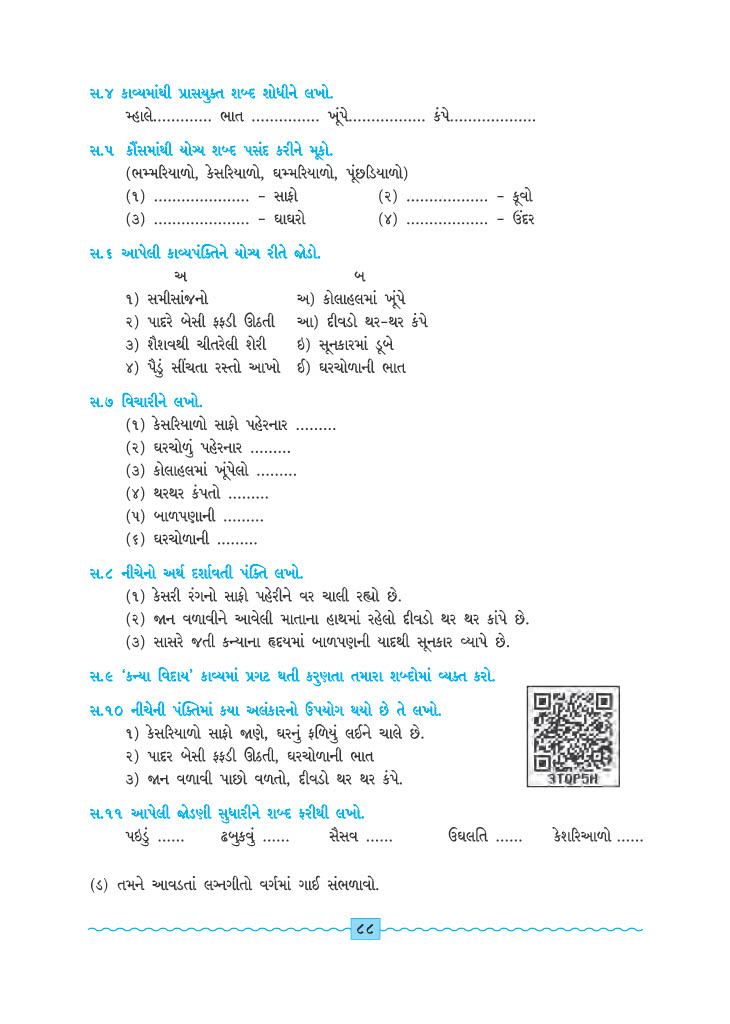 સ.૪ કાવ્યમાંથી પ્રાસયુક્ત શબ્દ શોધીને લખો.
મ્હાલે............. ભાત ............... ખૂંપે................. કંપે...................
સ.૫ કૌંસમાંથી યોગ્ય શબ્દ પસંદ કરીને મૂકો.
(ભમ્મરિયાળો, કેસરિયાળો, ઘમ્મરિયાળો, પૂંછડિયાળો)
(૧) ..................... – સાફો (૨) .................. – કૂવો
(૩) ..................... – ઘાઘરો (૪) .................. – ઉંદર
સ.૬ આપેલી કાવ્યપંક્તિને યોગ્ય રીતે જોડો.
અ બ
૧) સમીસાંજનો અ) કોલાહલમાં ખૂંપે
૨) પાદરે બેસી ફફડી ઊઠતી આ) દીવડો થર-થર કંપે
૩) શૈશવથી ચીતરેલી શેરી ઇ) સૂનકારમાં ડૂબે
૪) પૈડું સીંચતા રસ્તો આખો ઈ) ઘરચોળાની ભાત
સ.૭ વિચારીને લખો.
(૧) કેસરિયાળો સાફો પહેરનાર .........
(૨) ઘરચોળું પહેરનાર .........
(૩) કોલાહલમાં ખૂંપેલો .........
(૪) થરથર કંપતો .........
(૫) બાળપણાની .........
(૬) ઘરચોળાની .........
સ.૮ નીચેનો અર્થ દર્શાવતી પંક્તિ લખો.
(૧) કેસરી રંગનો સાફો પહેરીને વર ચાલી રહ્યો છે.
(૨) જાન વળાવીને આવેલી માતાના હાથમાં રહેલો દીવડો થર થર કાંપે છે.
(૩) સાસરે જતી કન્યાના હૃદયમાં બાળપણની યાદથી સૂનકાર વ્યાપે છે.
સ.૯ ‘કન્યા વિદાય’ કાવ્યમાં પ્રગટ થતી કરુણતા તમારા શબ્દોમાં વ્યક્ત કરો.
સ.૧૦ નીચેની પંક્તિમાં કયા અલંકારનો ઉપયોગ થયો છે તે લખો.
૧) કેસરિયાળો સાફો જાણે, ઘરનું ફળિયું લઈને ચાલે છે.
૨) પાદર બેસી ફફડી ઊઠતી, ઘરચોળાની ભાત
૩) જાન વળાવી પાછો વળતો, દીવડો થર થર કંપે.
3TQP5H
સ.૧૧ આપેલી જોડણી સુધારીને શબ્દ ફરીથી લખો.
પઇડું ...... ઢબુકવું ...... સૈસવ ...... ઉઘલતિ ...... કેશરિઆળો ......
(ડ) તમને આવડતાં લગ્નગીતો વર્ગમાં ગાઈ સંભળાવો.
૮૮